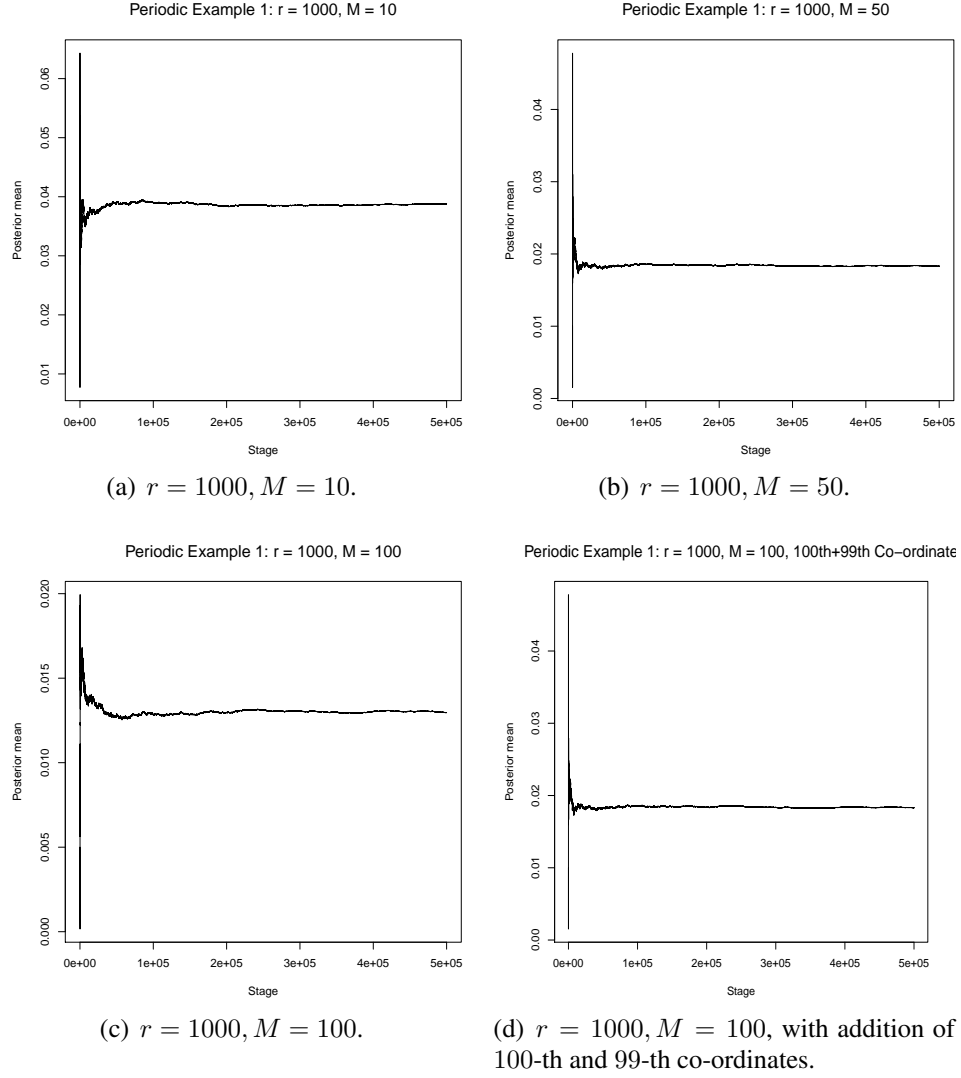 Periodic Example 1: r = 1000, M = 10
Posterior mean
0.01
0.02
0.03
0.04
0.05
0.06
0e+00 1e+05 2e+05 3e+05 4e+05 5e+05
Stage
(a) r = 1000, M = 10.
Periodic Example 1: r = 1000, M = 50
Posterior mean
0.00
0.01
0.02
0.03
0.04
0e+00 1e+05 2e+05 3e+05 4e+05 5e+05
Stage
(b) r = 1000, M = 50.
Periodic Example 1: r = 1000, M = 100
Posterior mean
0.000
0.005
0.010
0.015
0.020
0e+00 1e+05 2e+05 3e+05 4e+05 5e+05
Stage
(c) r = 1000, M = 100.
Periodic Example 1: r = 1000, M = 100, 100th+99th Co−ordinate
Posterior mean
0.00
0.01
0.02
0.03
0.04
0e+00 1e+05 2e+05 3e+05 4e+05 5e+05
Stage
(d) r = 1000, M = 100, with addition of
100-th and 99-th co-ordinates.